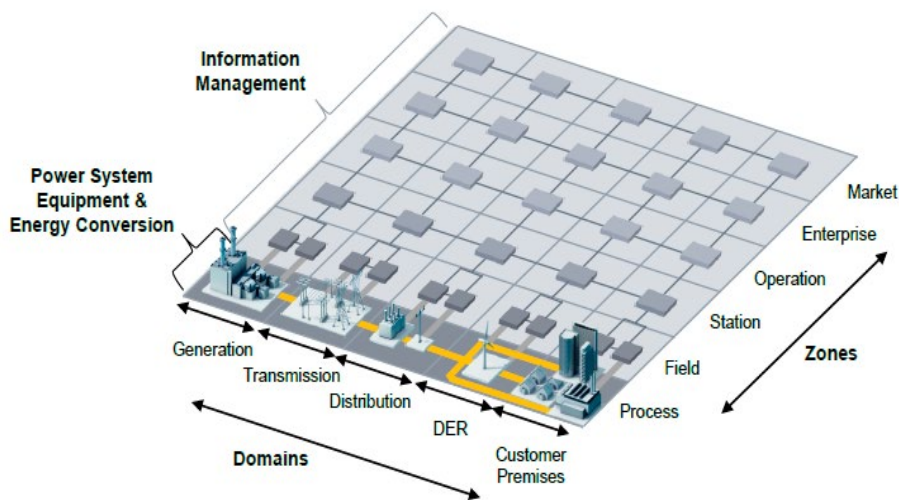 Information
Management
Power System
Equipment &
Energy Conversion
Market
Enterprise
Operation
Station
Zones
Field
Process
Generation
Transmission
Distribution
DER
Customer
Premises
Domains